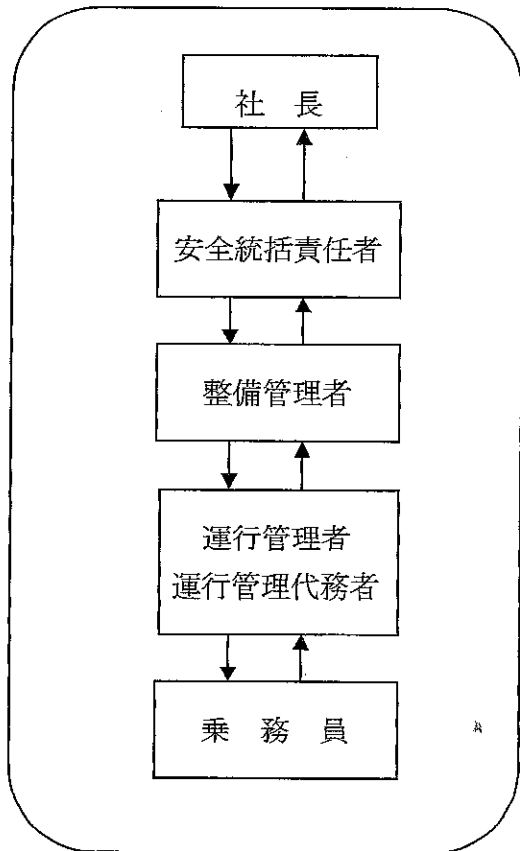 社　長
安全統括責任者
整備管理者
運行管理者
運行管理代務者
乗　務　員